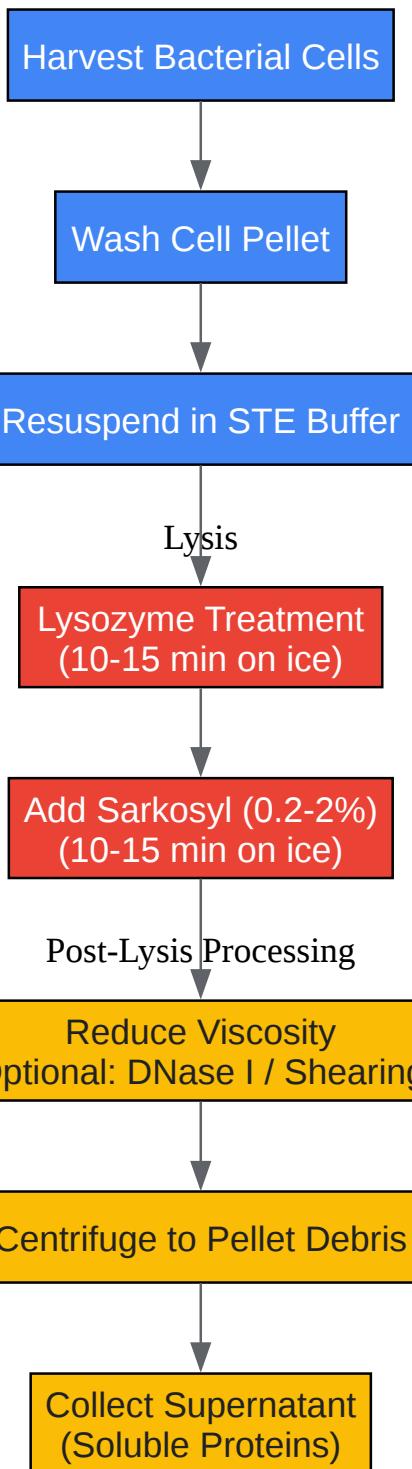 Harvest Bacterial Cells
Wash Cell Pellet
Resuspend in STE Buffer
Lysis
Lysozyme Treatment
(10-15 min on ice)
Add Sarkosyl (0.2-2%)
(10-15 min on ice)
Post-Lysis Processing
Reduce Viscosity
ptional: DNase I / Shearing
Centrifuge to Pellet Debris
Collect Supernatant
(Soluble Proteins)